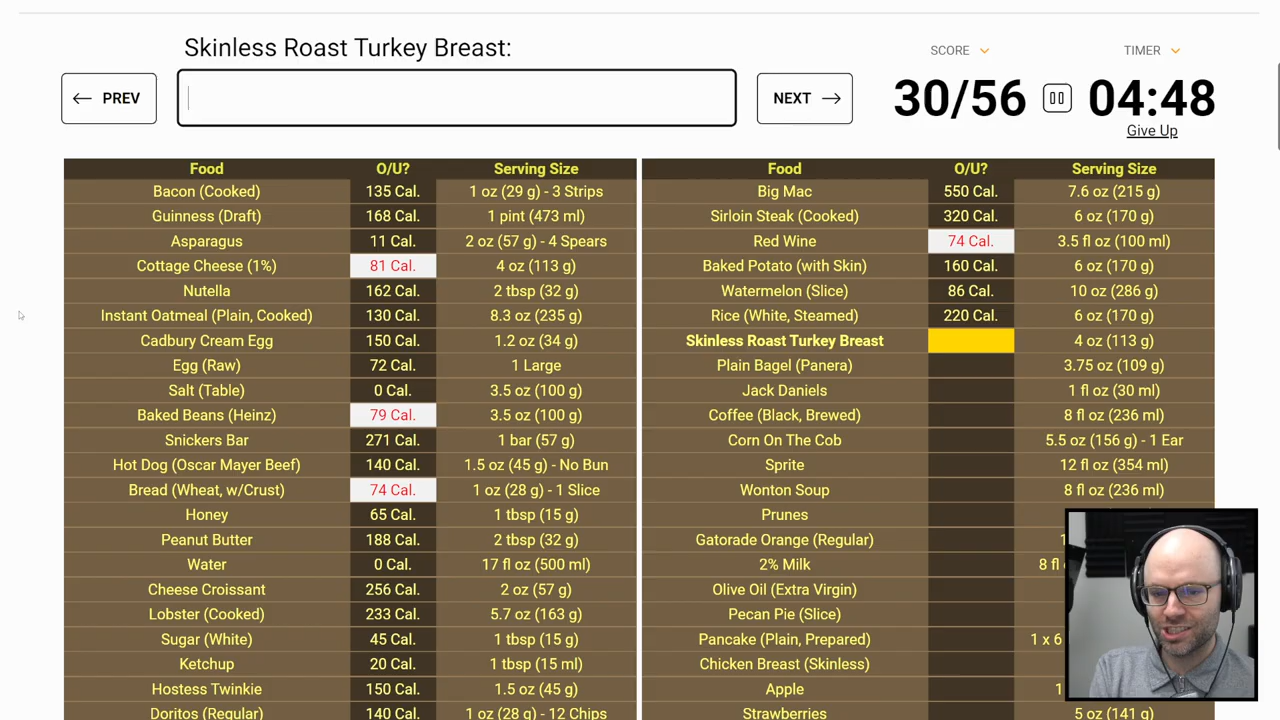 Skinless Roast Turkey Breast:
SCORE
TIMER
← PREV
NEXT →
30/56
04:48
Give Up
Food O/U? Serving Size
Bacon (Cooked) 135 Cal. 1 oz (29 g) - 3 Strips
Guinness (Draft) 168 Cal. 1 pint (473 ml)
Asparagus 11 Cal. 2 oz (57 g) - 4 Spears
Cottage Cheese (1%) 81 Cal. 4 oz (113 g)
Nutella 162 Cal. 2 tbsp (32 g)
Instant Oatmeal (Plain, Cooked) 130 Cal. 8.3 oz (235 g)
Cadbury Cream Egg 150 Cal. 1.2 oz (34 g)
Egg (Raw) 72 Cal. 1 Large
Salt (Table) 0 Cal. 3.5 oz (100 g)
Baked Beans (Heinz) 79 Cal. 3.5 oz (100 g)
Snickers Bar 271 Cal. 1 bar (57 g)
Hot Dog (Oscar Mayer Beef) 140 Cal. 1.5 oz (45 g) - No Bun
Bread (Wheat, w/Crust) 74 Cal. 1 oz (28 g) - 1 Slice
Honey 65 Cal. 1 tbsp (15 g)
Peanut Butter 188 Cal. 2 tbsp (32 g)
Water 0 Cal. 17 fl oz (500 ml)
Cheese Croissant 256 Cal. 2 oz (57 g)
Lobster (Cooked) 233 Cal. 5.7 oz (163 g)
Sugar (White) 45 Cal. 1 tbsp (15 g)
Ketchup 20 Cal. 1 tbsp (15 ml)
Hostess Twinkie 150 Cal. 1.5 oz (45 g)
Doritos (Regular) 140 Cal. 1 oz (28 g) - 12 Chips
Food O/U? Serving Size
Big Mac 550 Cal. 7.6 oz (215 g)
Sirloin Steak (Cooked) 320 Cal. 6 oz (170 g)
Red Wine 74 Cal. 3.5 fl oz (100 ml)
Baked Potato (with Skin) 160 Cal. 6 oz (170 g)
Watermelon (Slice) 86 Cal. 10 oz (286 g)
Rice (White, Steamed) 220 Cal. 6 oz (170 g)
Skinless Roast Turkey Breast 4 oz (113 g)
Plain Bagel (Panera) 3.75 oz (109 g)
Jack Daniels 1 fl oz (30 ml)
Coffee (Black, Brewed) 8 fl oz (236 ml)
Corn On The Cob 5.5 oz (156 g) - 1 Ear
Sprite 12 fl oz (354 ml)
Wonton Soup 8 fl oz (236 ml)
Prunes
Gatorade Orange (Regular) 1
2% Milk 8 fl
Olive Oil (Extra Virgin)
Pecan Pie (Slice)
Pancake (Plain, Prepared) 1 x 6
Chicken Breast (Skinless)
Apple 1
Strawberries 5 oz (141 g)